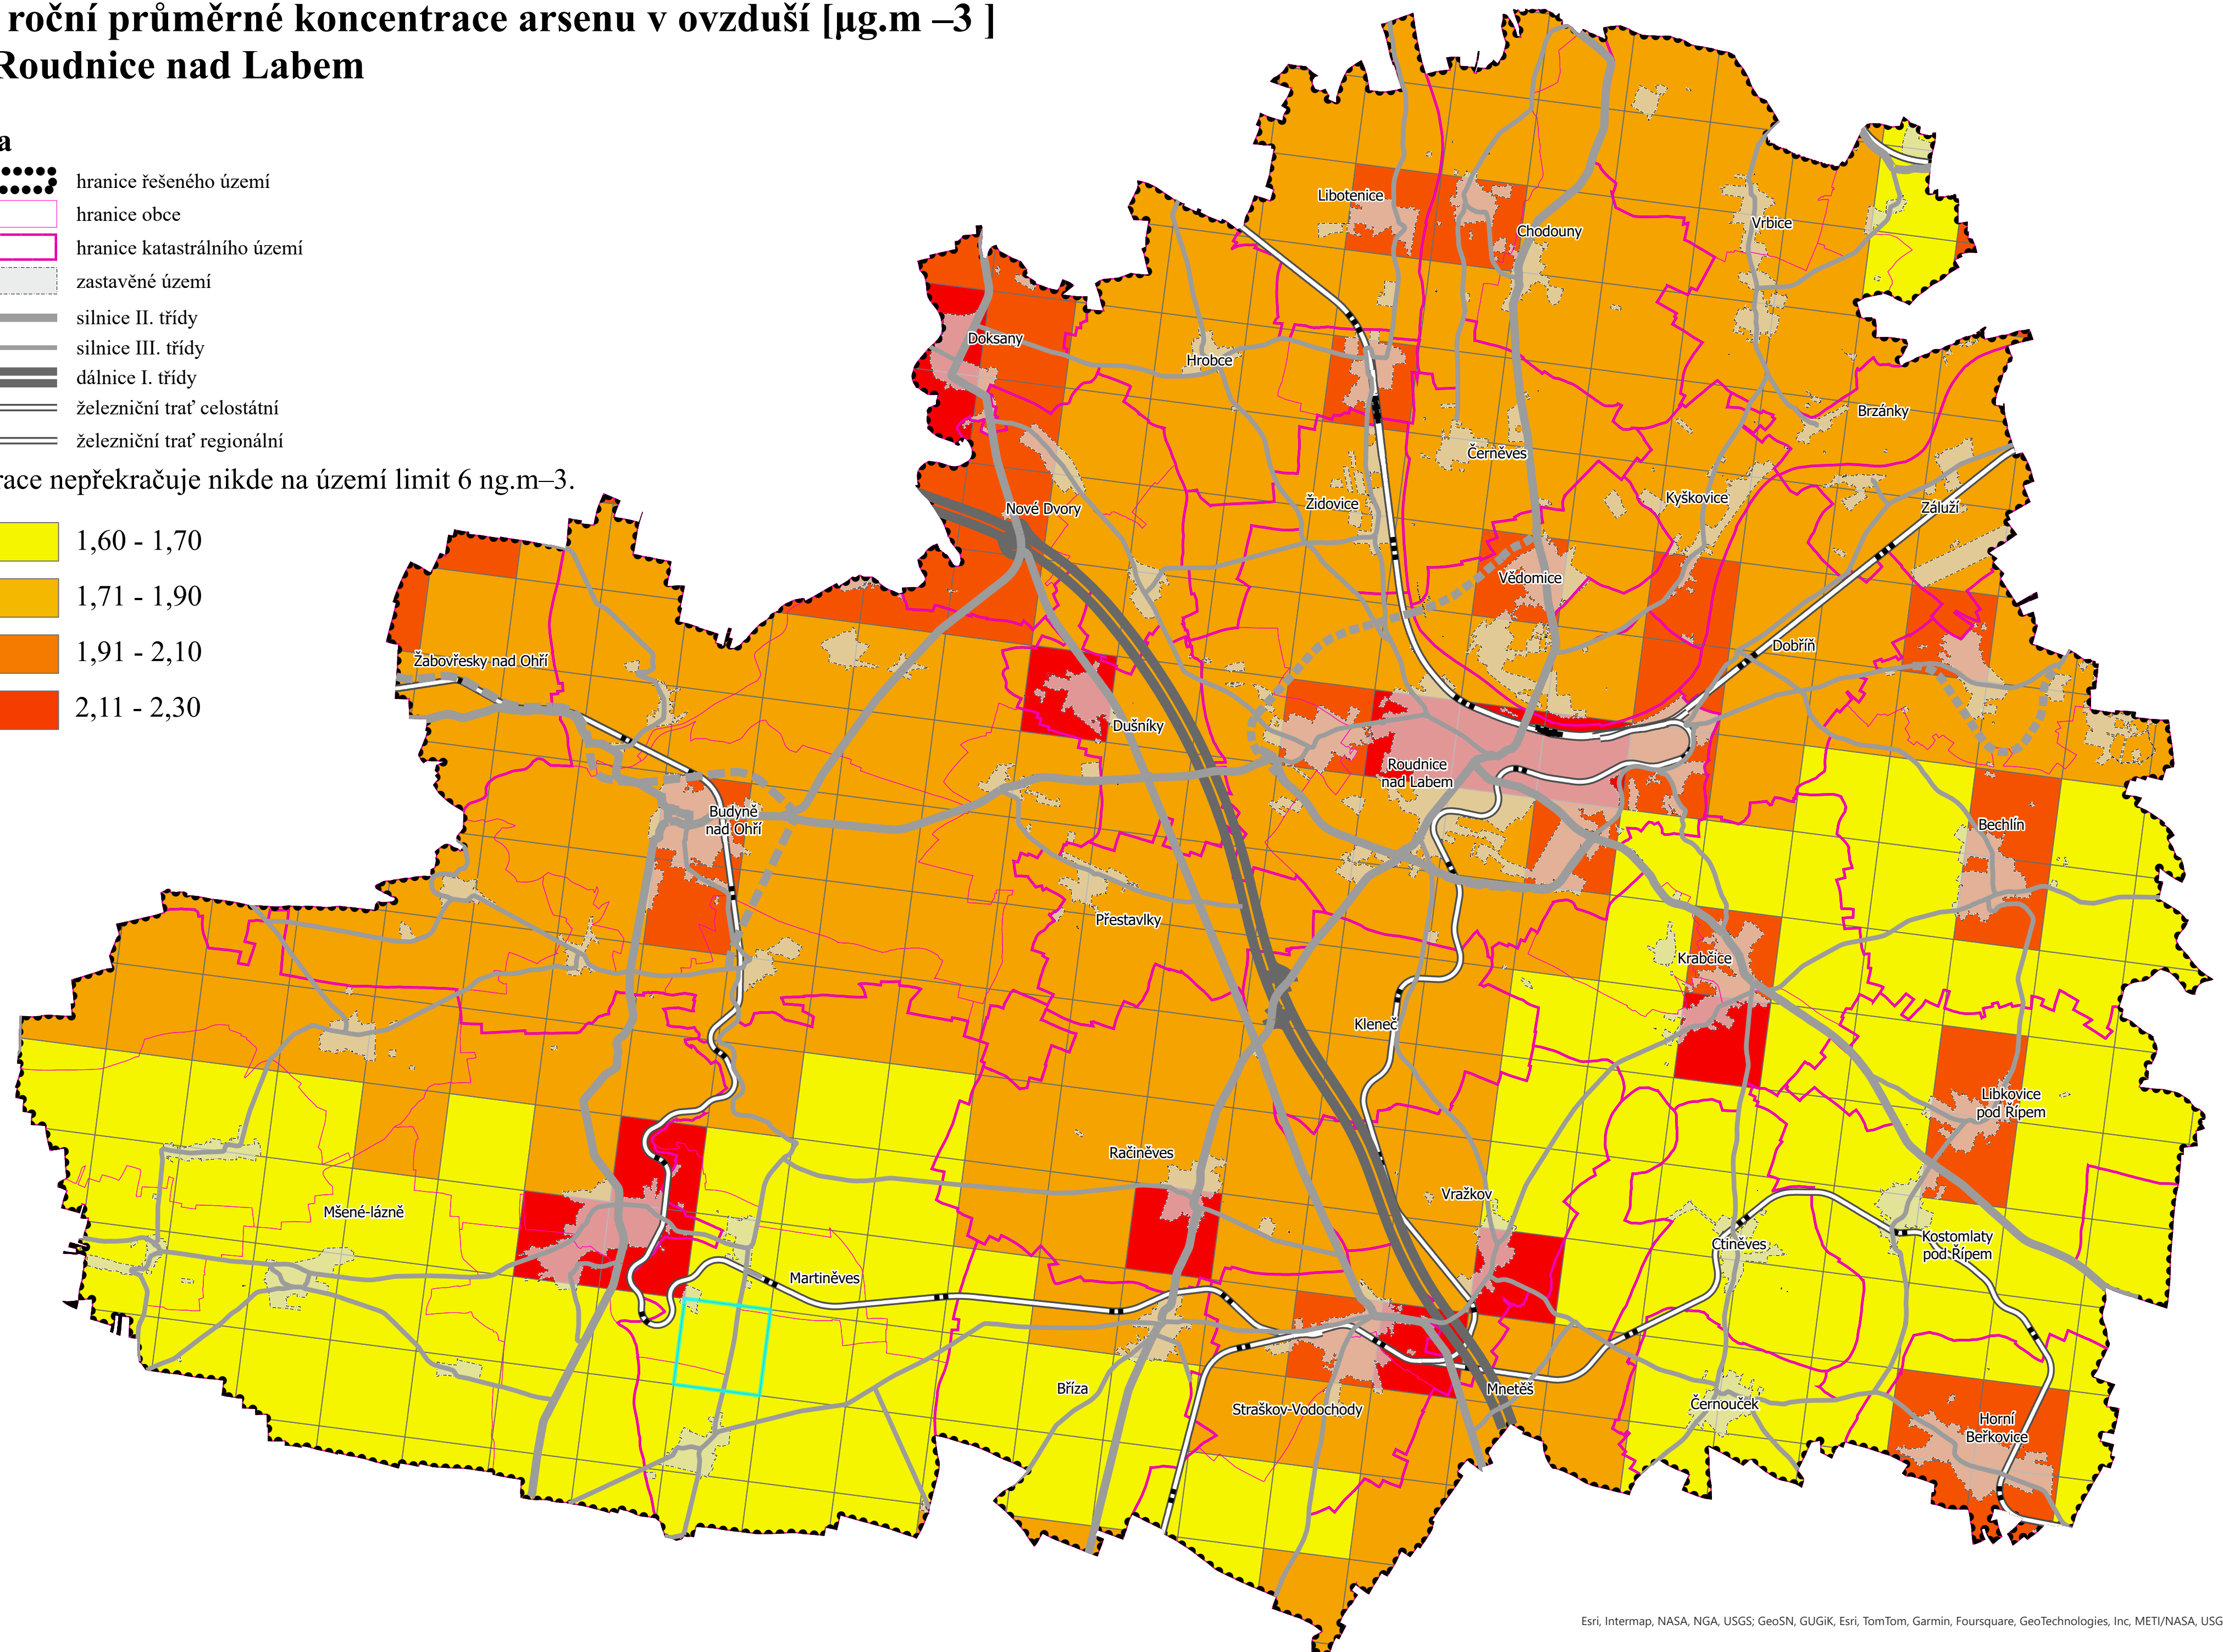 roční průměrné koncentrace arsenu v ovzduší [µg.m –3 ]
Roudnice nad Labem
a
hranice řešeného území
hranice obce
hranice katastrálního území
zastavěné území
silnice II. třídy
silnice III. třídy
dálnice I. třídy
železniční trať celostátní
železniční trať regionální
race nepřekračuje nikde na území limit 6 ng.m–3.
1,60 - 1,70
1,71 - 1,90
1,91 - 2,10
2,11 - 2,30
Libotenice
Chodouny
Vrbice
Doksany
Hrobce
Brzánky
Černěves
Židovice
Kyškovice
Záluží
Nové Dvory
Vědomice
Dobříň
Žabovřesky nad Ohří
Dušníky
Roudnice
nad Labem
Budyně
nad Ohří
Bechlín
Přestavlky
Krabčice
Kleneč
Libkovice
pod Řípem
Račiněves
Vražkov
Mšené-lázně
Ctiněves
Kostomlaty
pod Řípem
Martiněves
Bříza
Mnetěš
Straškov-Vodochody
Černouček
Horní
Beřkovice
Esri, Intermap, NASA, NGA, USGS; GeoSN, GUGiK, Esri, TomTom, Garmin, Foursquare, GeoTechnologies, Inc, METI/NASA, USG